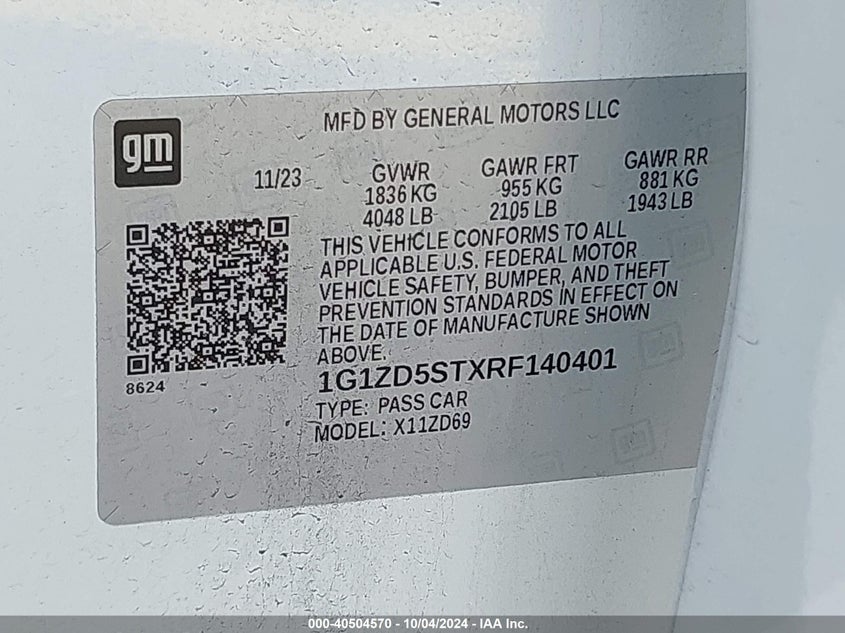 MFD BY GENERAL MOTORS LLC
gm
11/23 GVWR GAWR FRT GAWR RR
1836 KG 955 KG 881 KG
4048 LB 2105 LB 1943 LB
THIS VEHICLE CONFORMS TO ALL
APPLICABLE U.S. FEDERAL MOTOR
VEHICLE SAFETY, BUMPER, AND THEFT
PREVENTION STANDARDS IN EFFECT ON
THE DATE OF MANUFACTURE SHOWN
ABOVE.
8624
1G1ZD5STXRF140401
TYPE: PASS CAR
MODEL: X11ZD69
000-40504570 - 10/04/2024 - IAA Inc.